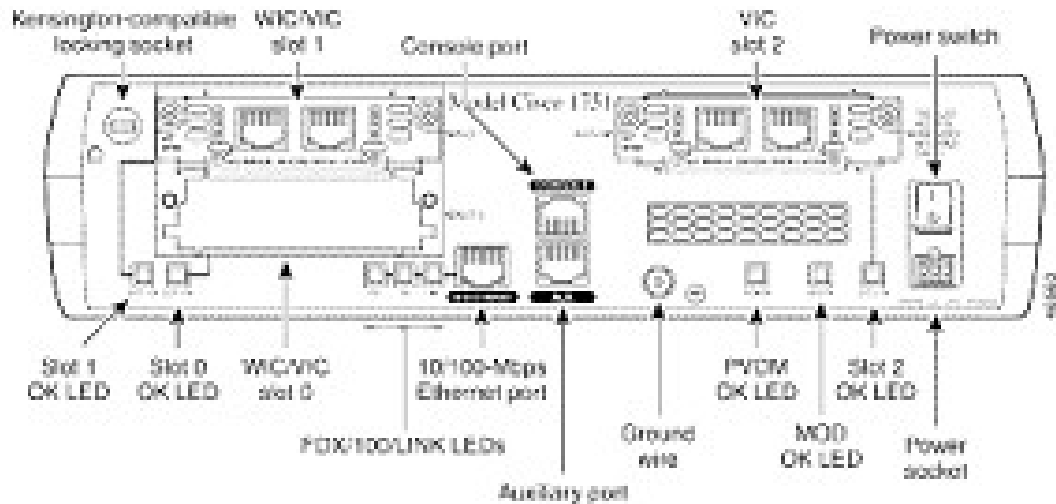 Kensington-compatible
locking socket
WIC/VIC
slot 1
Console port
VIC
slot 2
Power switch
Model Cisco 1751
Slot 1
OK LED
Slot 0
OK LED
WIC/VIC
slot 0
10/100-Mbps
Ethernet port
FDX/100/LINK LEDs
Auxiliary port
Ground
wire
PVDM
OK LED
MOD
OK LED
Slot 2
OK LED
Power
socket